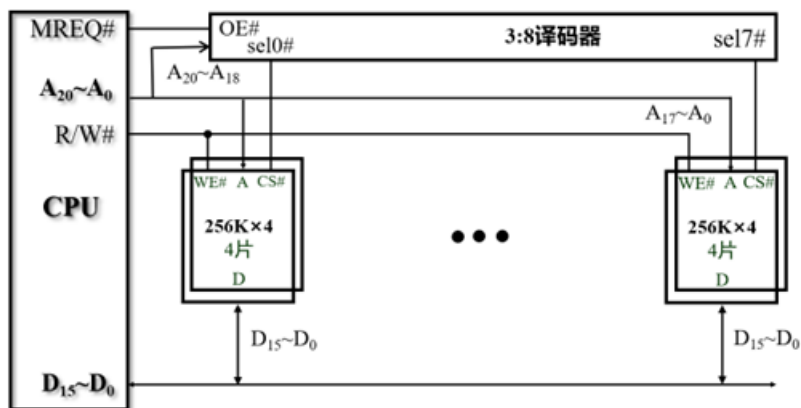 MREQ#
OE#
sel0#
3:8译码器
sel7#
A20~A18
A20~A0
A17~A0
R/W#
WE# A CS#
256K×4
4片
D
WE# A CS#
256K×4
4片
D
CPU
D15~D0
D15~D0
D15~D0